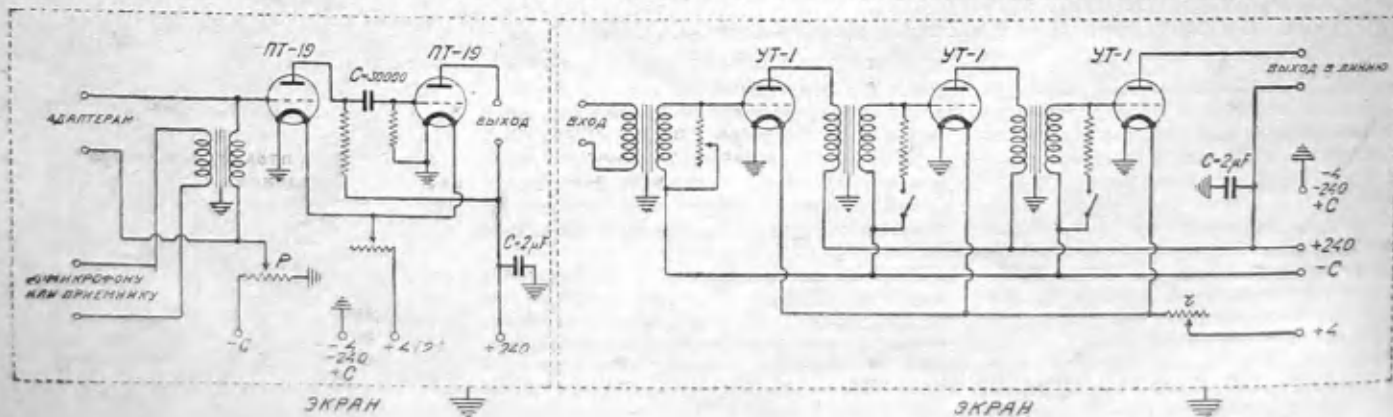 ПТ-19
ПТ-19
C=30000
АДАПТЕРАМ
ВЫХОД
C=2μF
P
МИКРОФОНУ
ИЛИ ПРИЕМНИКУ
-C
-4
-240
+C
+240
ЭКРАН
УТ-1
УТ-1
УТ-1
ВЫХОД В ЛИНИЮ
ВХОД
C=2μF
-4
-240
+C
+240
-C
τ
+4
ЭКРАН